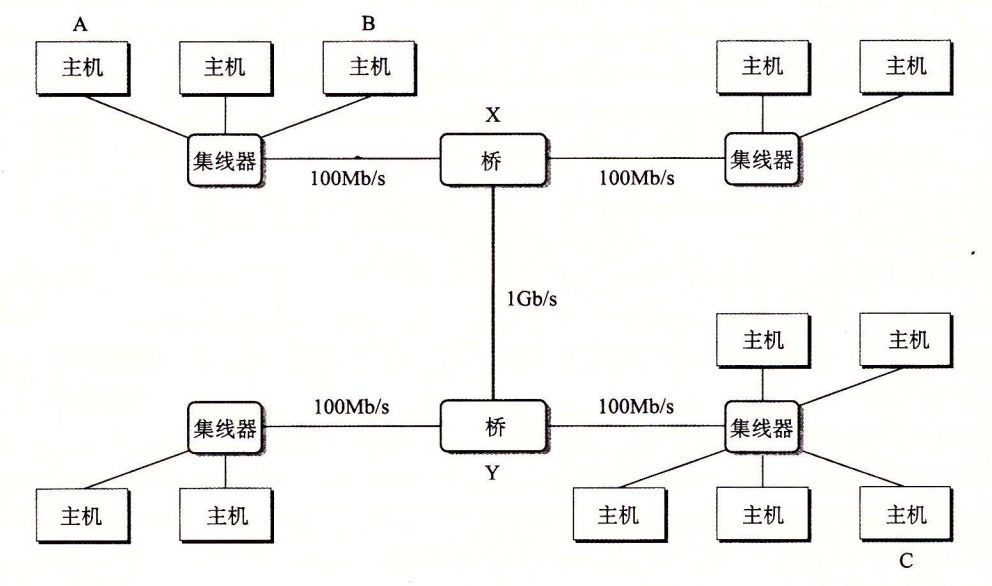 A
B
主机
主机
主机
主机
主机
X
集线器
桥
集线器
100Mb/s
100Mb/s
1Gb/s
主机
主机
100Mb/s
100Mb/s
集线器
桥
集线器
Y
主机
主机
主机
主机
主机
C